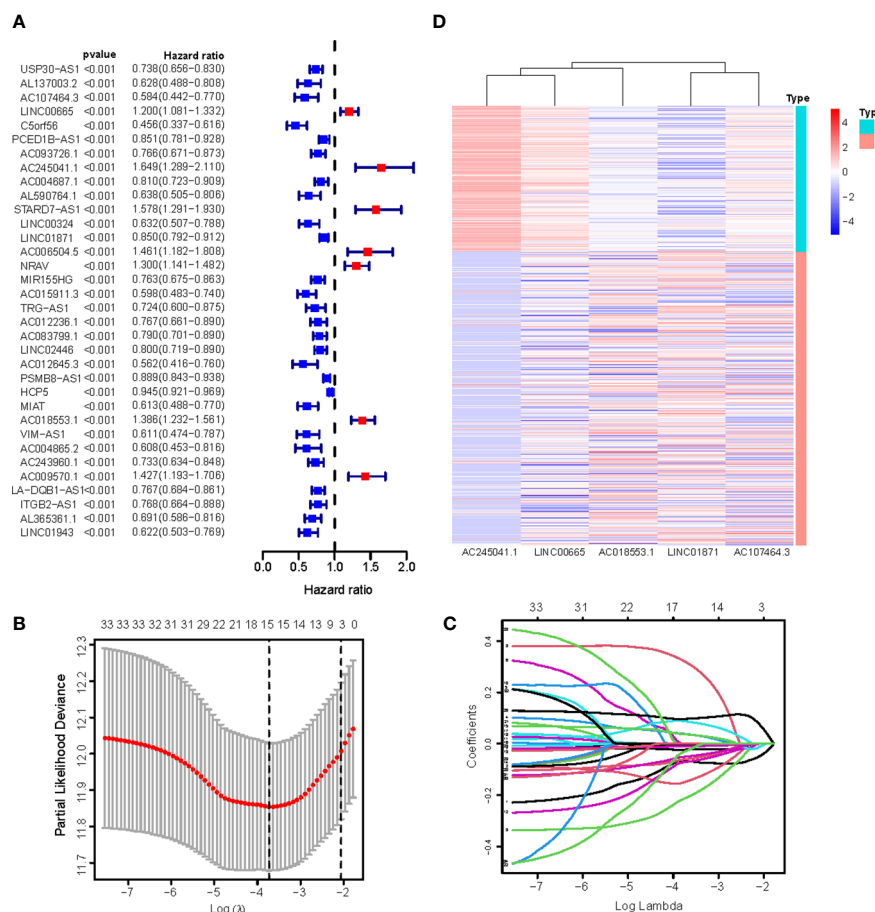 A
pvalue Hazard ratio
USP30-AS1 <0.001 0.738(0.656-0.830)
AL137003.2 <0.001 0.628(0.488-0.808)
AC107464.3 <0.001 0.584(0.442-0.770)
LINC00665 <0.001 1.200(1.081-1.332)
C5orf56 <0.001 0.456(0.337-0.616)
PCED1B-AS1 <0.001 0.851(0.781-0.928)
AC093726.1 <0.001 0.766(0.671-0.873)
AC245041.1 <0.001 1.649(1.289-2.110)
AC004687.1 <0.001 0.810(0.723-0.909)
AL590764.1 <0.001 0.638(0.505-0.806)
STARD7-AS1 <0.001 1.578(1.291-1.930)
LINC00324 <0.001 0.632(0.507-0.788)
LINC01871 <0.001 0.850(0.792-0.912)
AC006504.5 <0.001 1.461(1.182-1.808)
NRAV <0.001 1.300(1.141-1.482)
MIR155HG <0.001 0.763(0.675-0.863)
AC015911.3 <0.001 0.598(0.483-0.740)
TRG-AS1 <0.001 0.724(0.600-0.875)
AC012236.1 <0.001 0.767(0.661-0.890)
AC083799.1 <0.001 0.790(0.701-0.890)
LINC02446 <0.001 0.800(0.719-0.890)
AC012645.3 <0.001 0.562(0.416-0.760)
PSMB8-AS1 <0.001 0.889(0.843-0.938)
HCP5 <0.001 0.945(0.921-0.969)
MIAT <0.001 0.613(0.488-0.770)
AC018553.1 <0.001 1.386(1.232-1.561)
VIM-AS1 <0.001 0.611(0.474-0.787)
AC004865.2 <0.001 0.608(0.453-0.816)
AC243960.1 <0.001 0.733(0.634-0.848)
AC009570.1 <0.001 1.427(1.193-1.706)
LA-DQB1-AS1 <0.001 0.767(0.684-0.861)
ITGB2-AS1 <0.001 0.768(0.664-0.888)
AL365361.1 <0.001 0.691(0.586-0.816)
LINC01943 <0.001 0.622(0.503-0.769)
0.0 0.5 1.0 1.5 2.0
Hazard ratio
D
Type
4
2
0
-2
-4
Typ
AC245041.1 LINC00665 AC018553.1 LINC01871 AC107464.3
B
33 33 33 32 31 31 29 22 21 18 15 15 14 13 9 3 0
12.3
12.2
12.1
12.0
11.9
11.8
11.7
Partial Likelihood Deviance
-7 -6 -5 -4 -3 -2
Log (λ)
C
33 31 22 17 14 3
0.4
0.2
0.0
-0.2
-0.4
Coefficients
-7 -6 -5 -4 -3 -2
Log Lambda